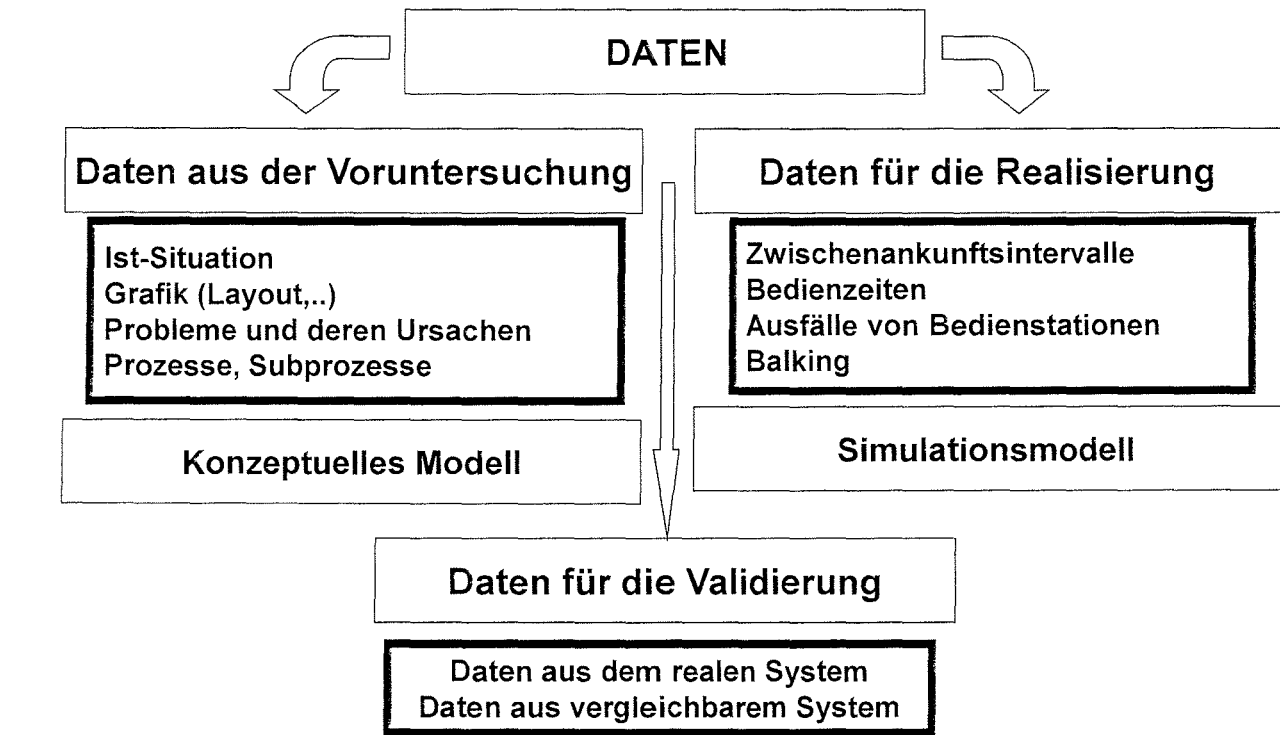 DATEN
Daten aus der Voruntersuchung
Ist-Situation
Grafik (Layout,..)
Probleme und deren Ursachen
Prozesse, Subprozesse
Konzeptuelles Modell
Daten für die Realisierung
Zwischenankunftsintervalle
Bedienzeiten
Ausfälle von Bedienstationen
Balking
Simulationsmodell
Daten für die Validierung
Daten aus dem realen System
Daten aus vergleichbarem System